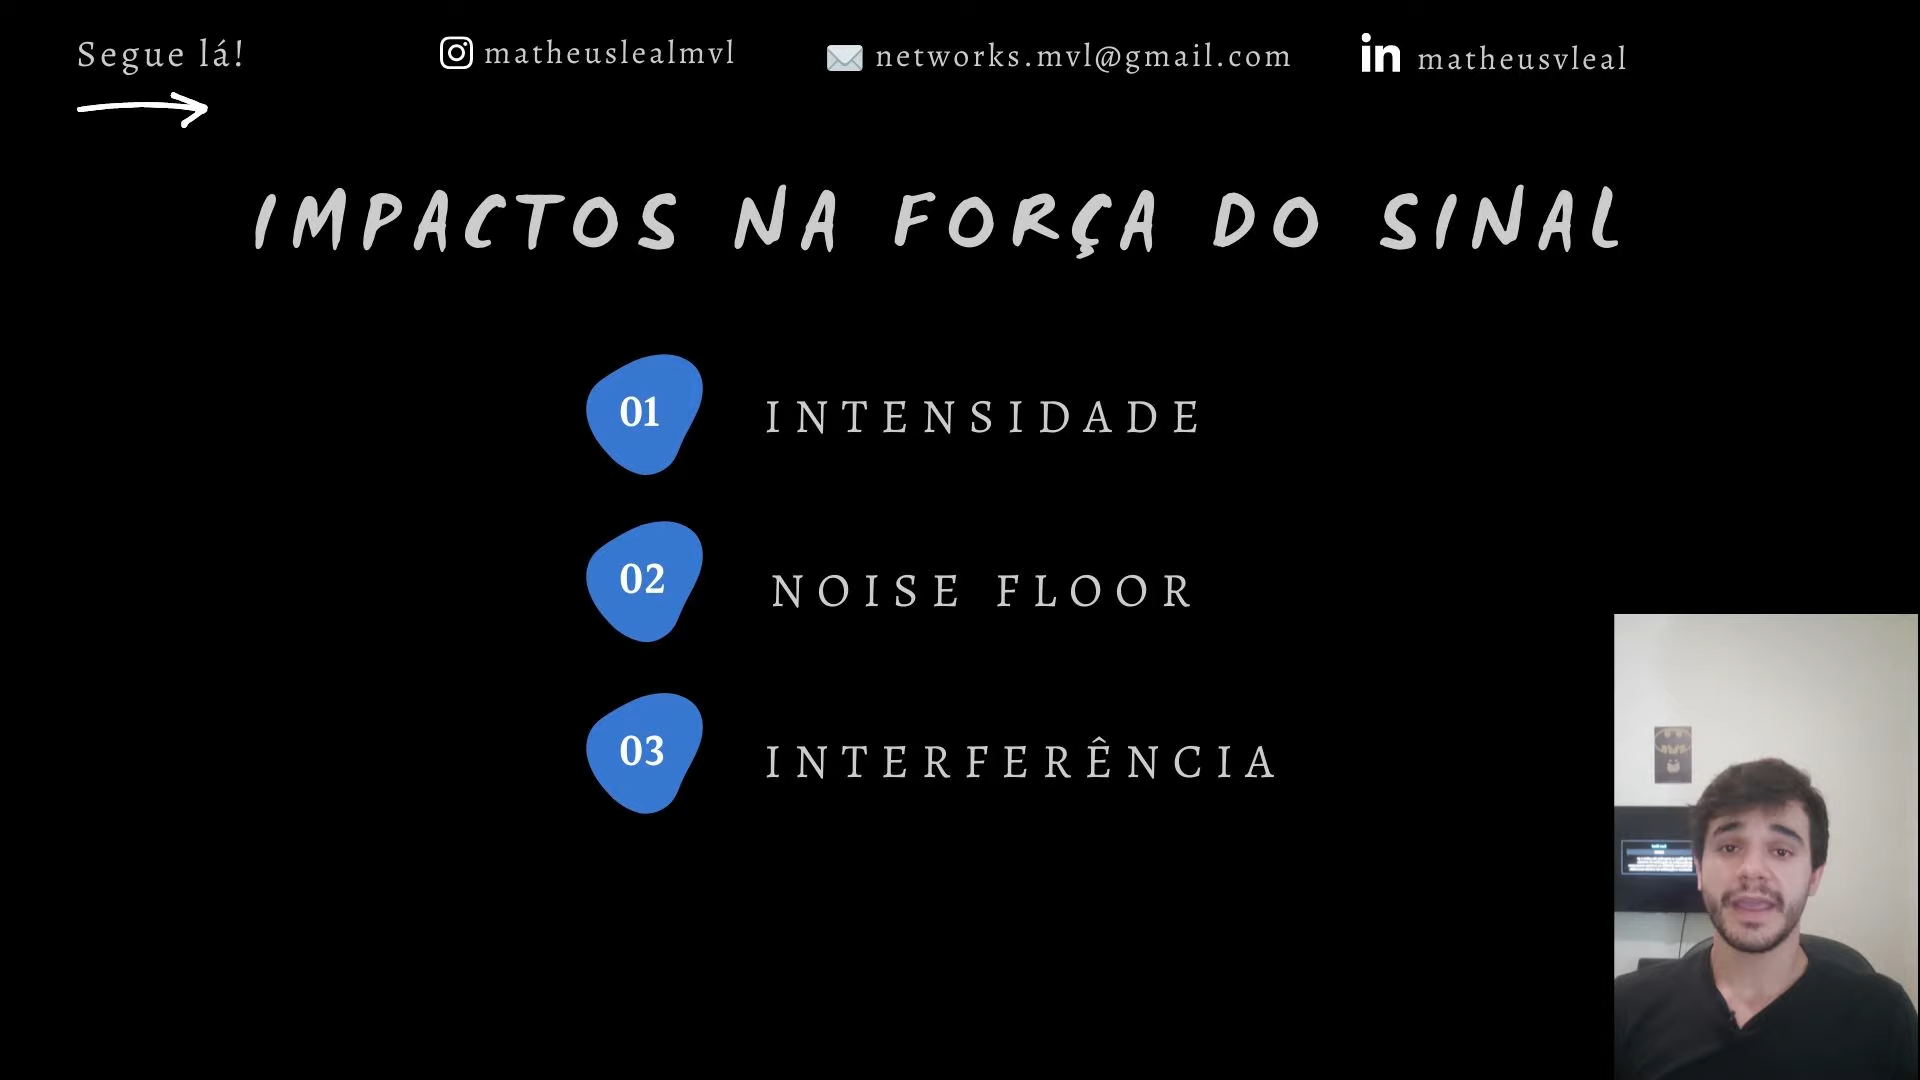 Segue lá!
matheuslealmvl
networks.mvl@gmail.com
matheusvleal
IMPACTOS NA FORÇA DO SINAL
01
INTENSIDADE
02
NOISE FLOOR
03
INTERFERÊNCIA